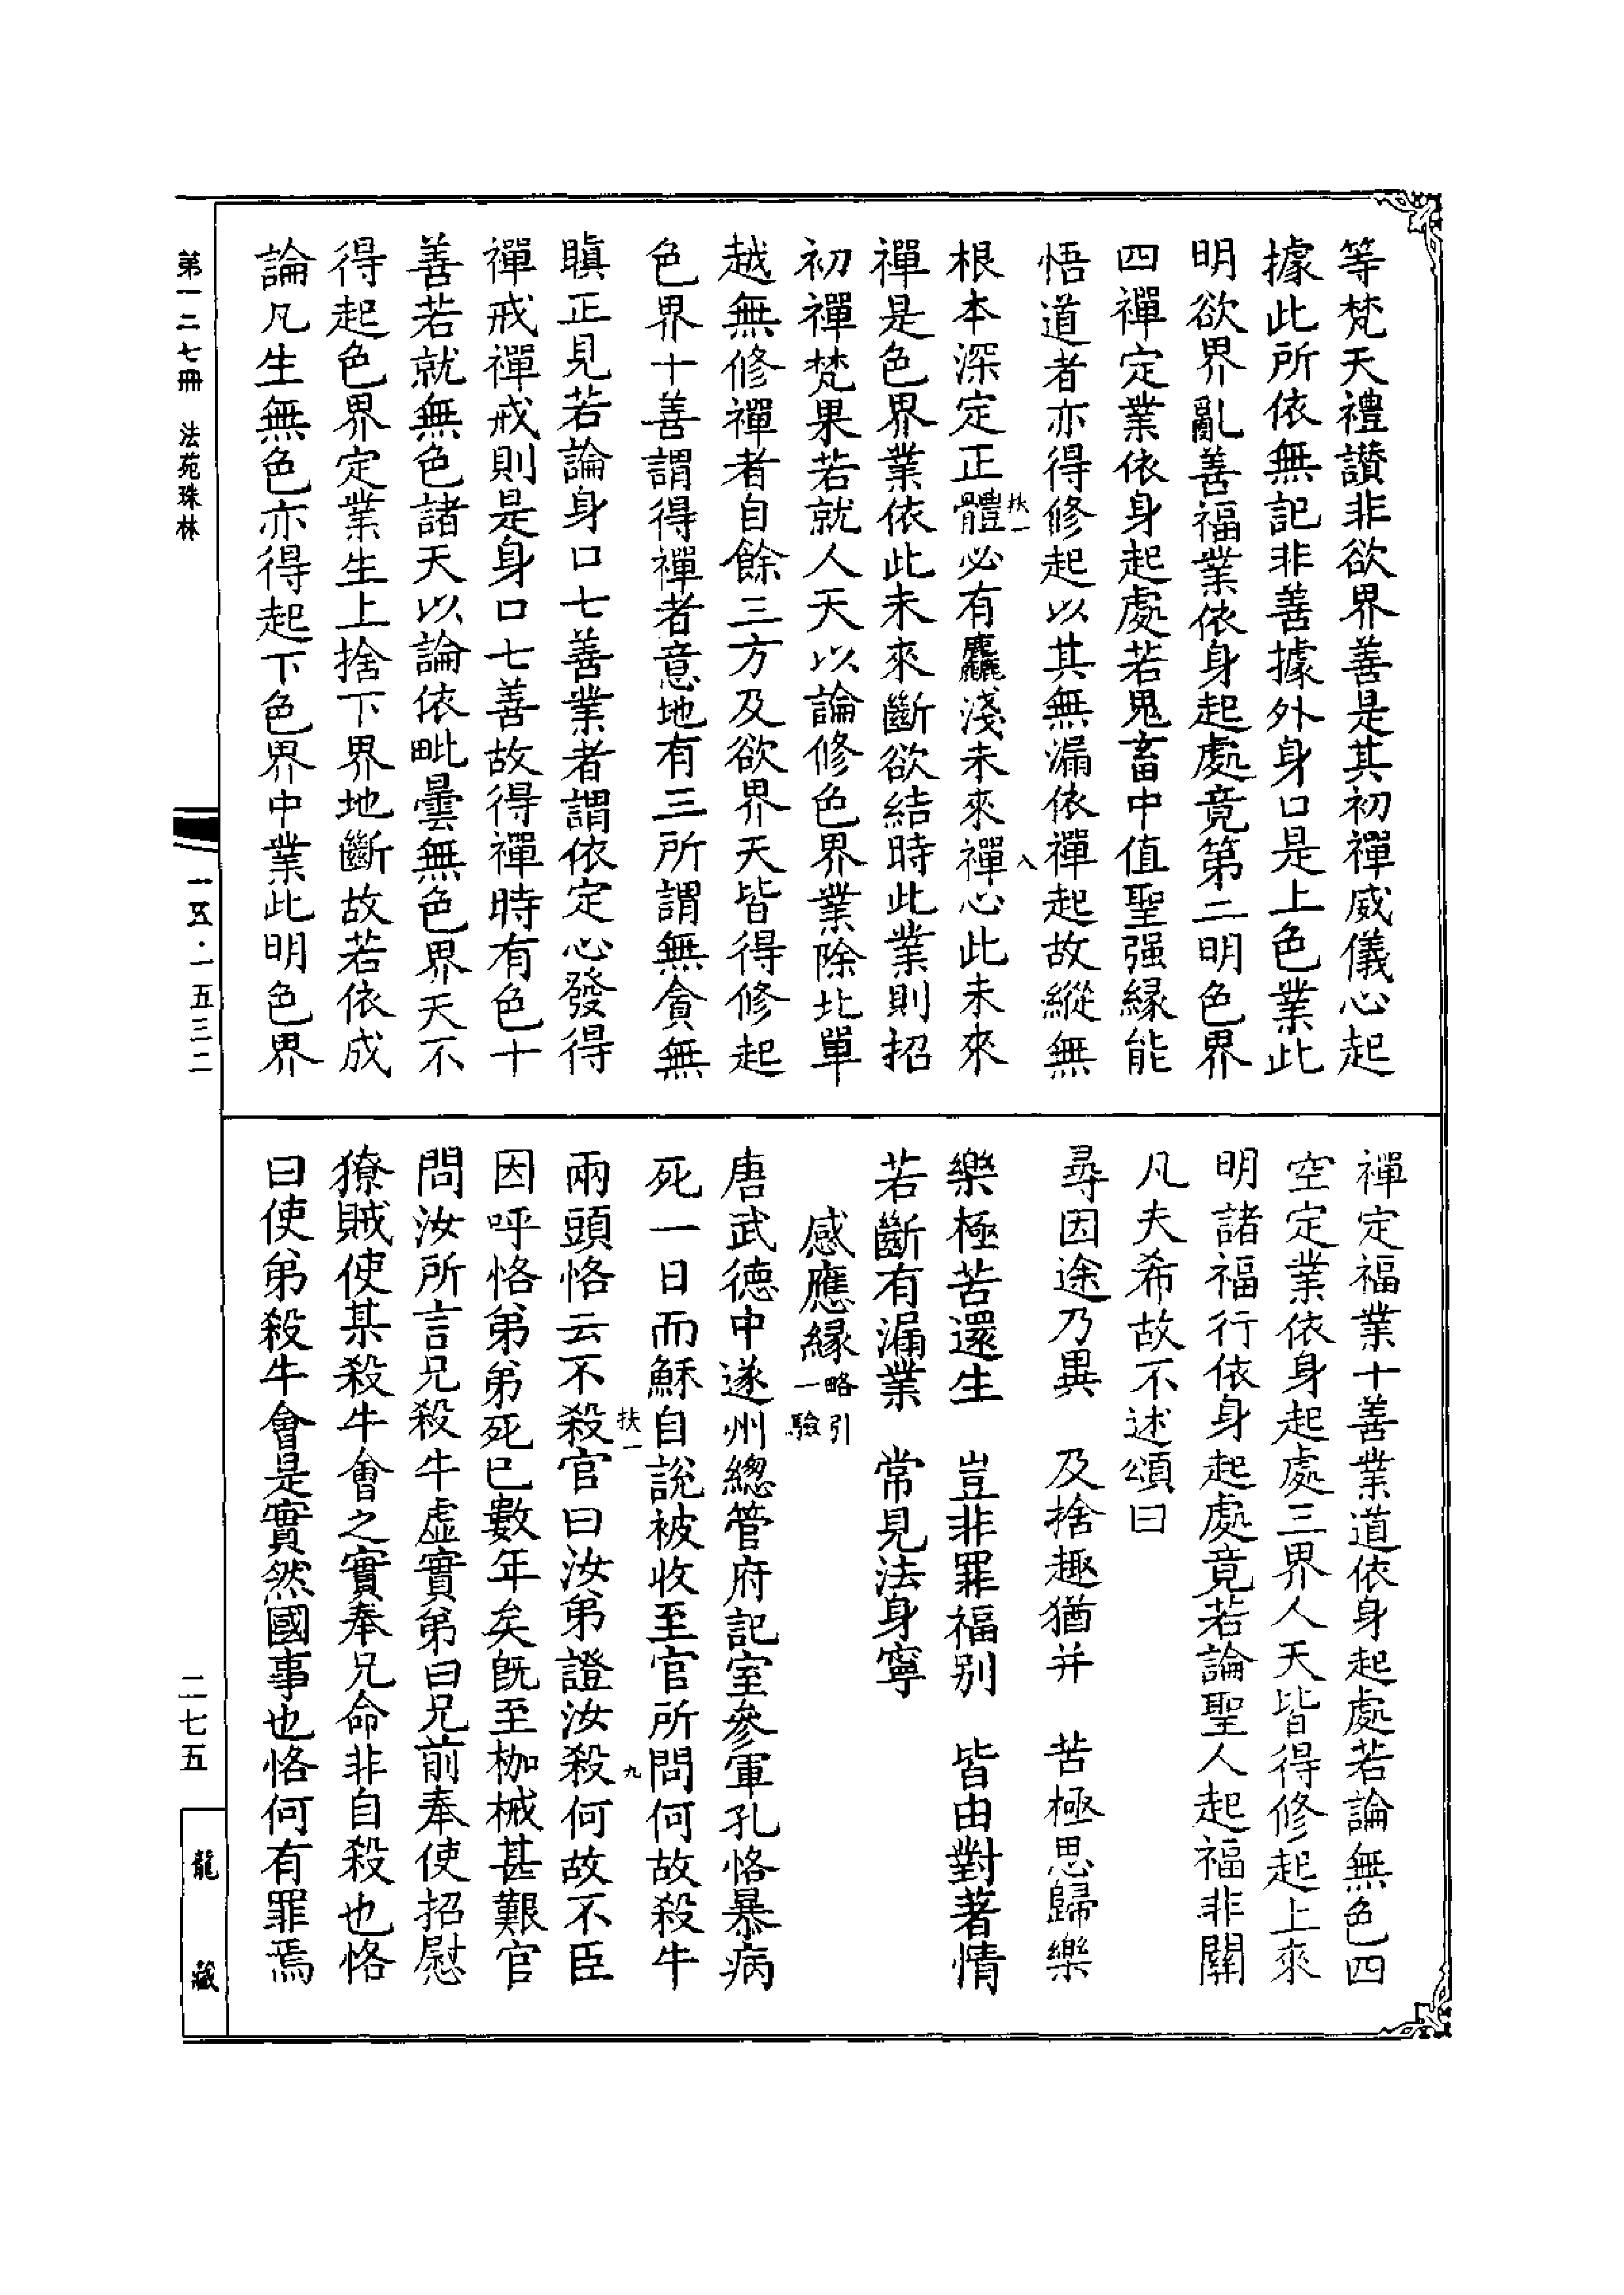 等梵天禮讃非欲界善是其初禪威儀心起
據此所依無記非善據外身口是上色業此
明欲界亂善福業依身起處竟第二明色界
四禪定業依身起處若鬼畜中值聖强緣能
悟道者亦得修起以其無漏依禪起故縱無
扶一
八
根本深定正體必有麤淺未來禪心此未來
禪是色界業依此未來斷欲結時此業則招
初禪梵果若就人天以論修色界業除北單
越無修禪者自餘三方及欲界天皆得修起
色界十善謂得禪者意地有三所謂無貪無
瞋正見若論身口七善業者謂依定心發得
禪戒禪戒則是身口七善故得禪時有色十
善若就無色諸天以論依毗曇無色界天不
得起色界定業生上捨下界地斷故若依成
論凡生無色亦得起下色界中業此明色界
禪定福業十善業道依身起處若論無色四
空定業依身起處三界人天皆得修起上來
明諸福行依身起處竟若論聖人起福非關
凡夫希故不述頌曰
尋因途乃異　及捨趣猶并　苦極思歸樂
樂極苦還生　豈非罪福别　皆由對著情
若斷有漏業　常見法身寧
感應緣略引一驗
唐武德中遂州總管府記室參軍孔恪暴病
死一日而穌自說被收至官所問何故殺牛
扶一
九
兩頭恪云不殺官曰汝弟證汝殺何故不臣
因呼恪弟弟死已數年矣旣至枷械甚艱官
問汝所言兄殺牛虛實弟曰兄前奉使招慰
獠賊使某殺牛會之實奉兄命非自殺也恪
曰使弟殺牛會是實然國事也恪何有罪焉
第一二七冊　法苑珠林
一五五·一五三二
二七五
龍藏